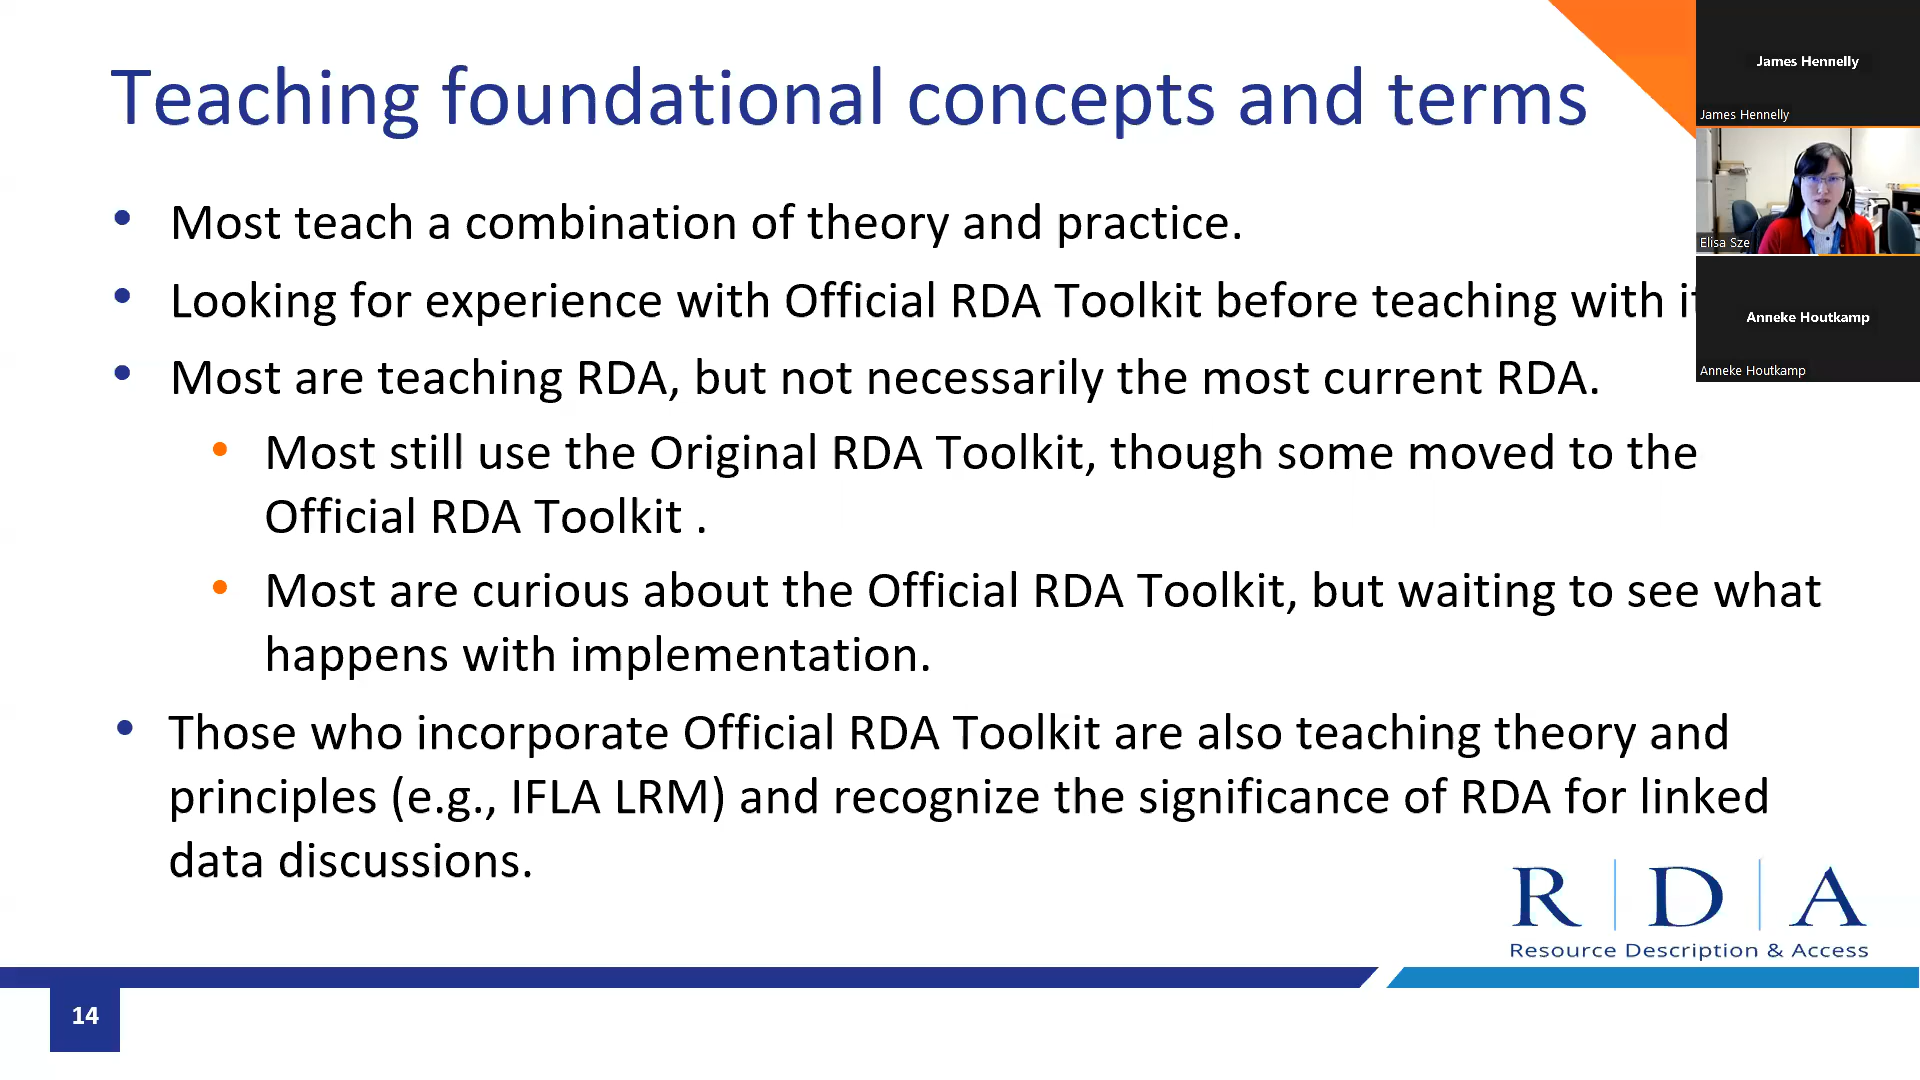 Teaching foundational concepts and terms
• Most teach a combination of theory and practice.
• Looking for experience with Official RDA Toolkit before teaching with
• Most are teaching RDA, but not necessarily the most current RDA.
• Most still use the Original RDA Toolkit, though some moved to the
Official RDA Toolkit .
• Most are curious about the Official RDA Toolkit, but waiting to see what
happens with implementation.
• Those who incorporate Official RDA Toolkit are also teaching theory and
principles (e.g., IFLA LRM) and recognize the significance of RDA for linked
data discussions.
R|D|A
Resource Description & Access
14
James Hennelly
James Hennelly
Elisa Sze
Anneke Houtkamp
Anneke Houtkamp